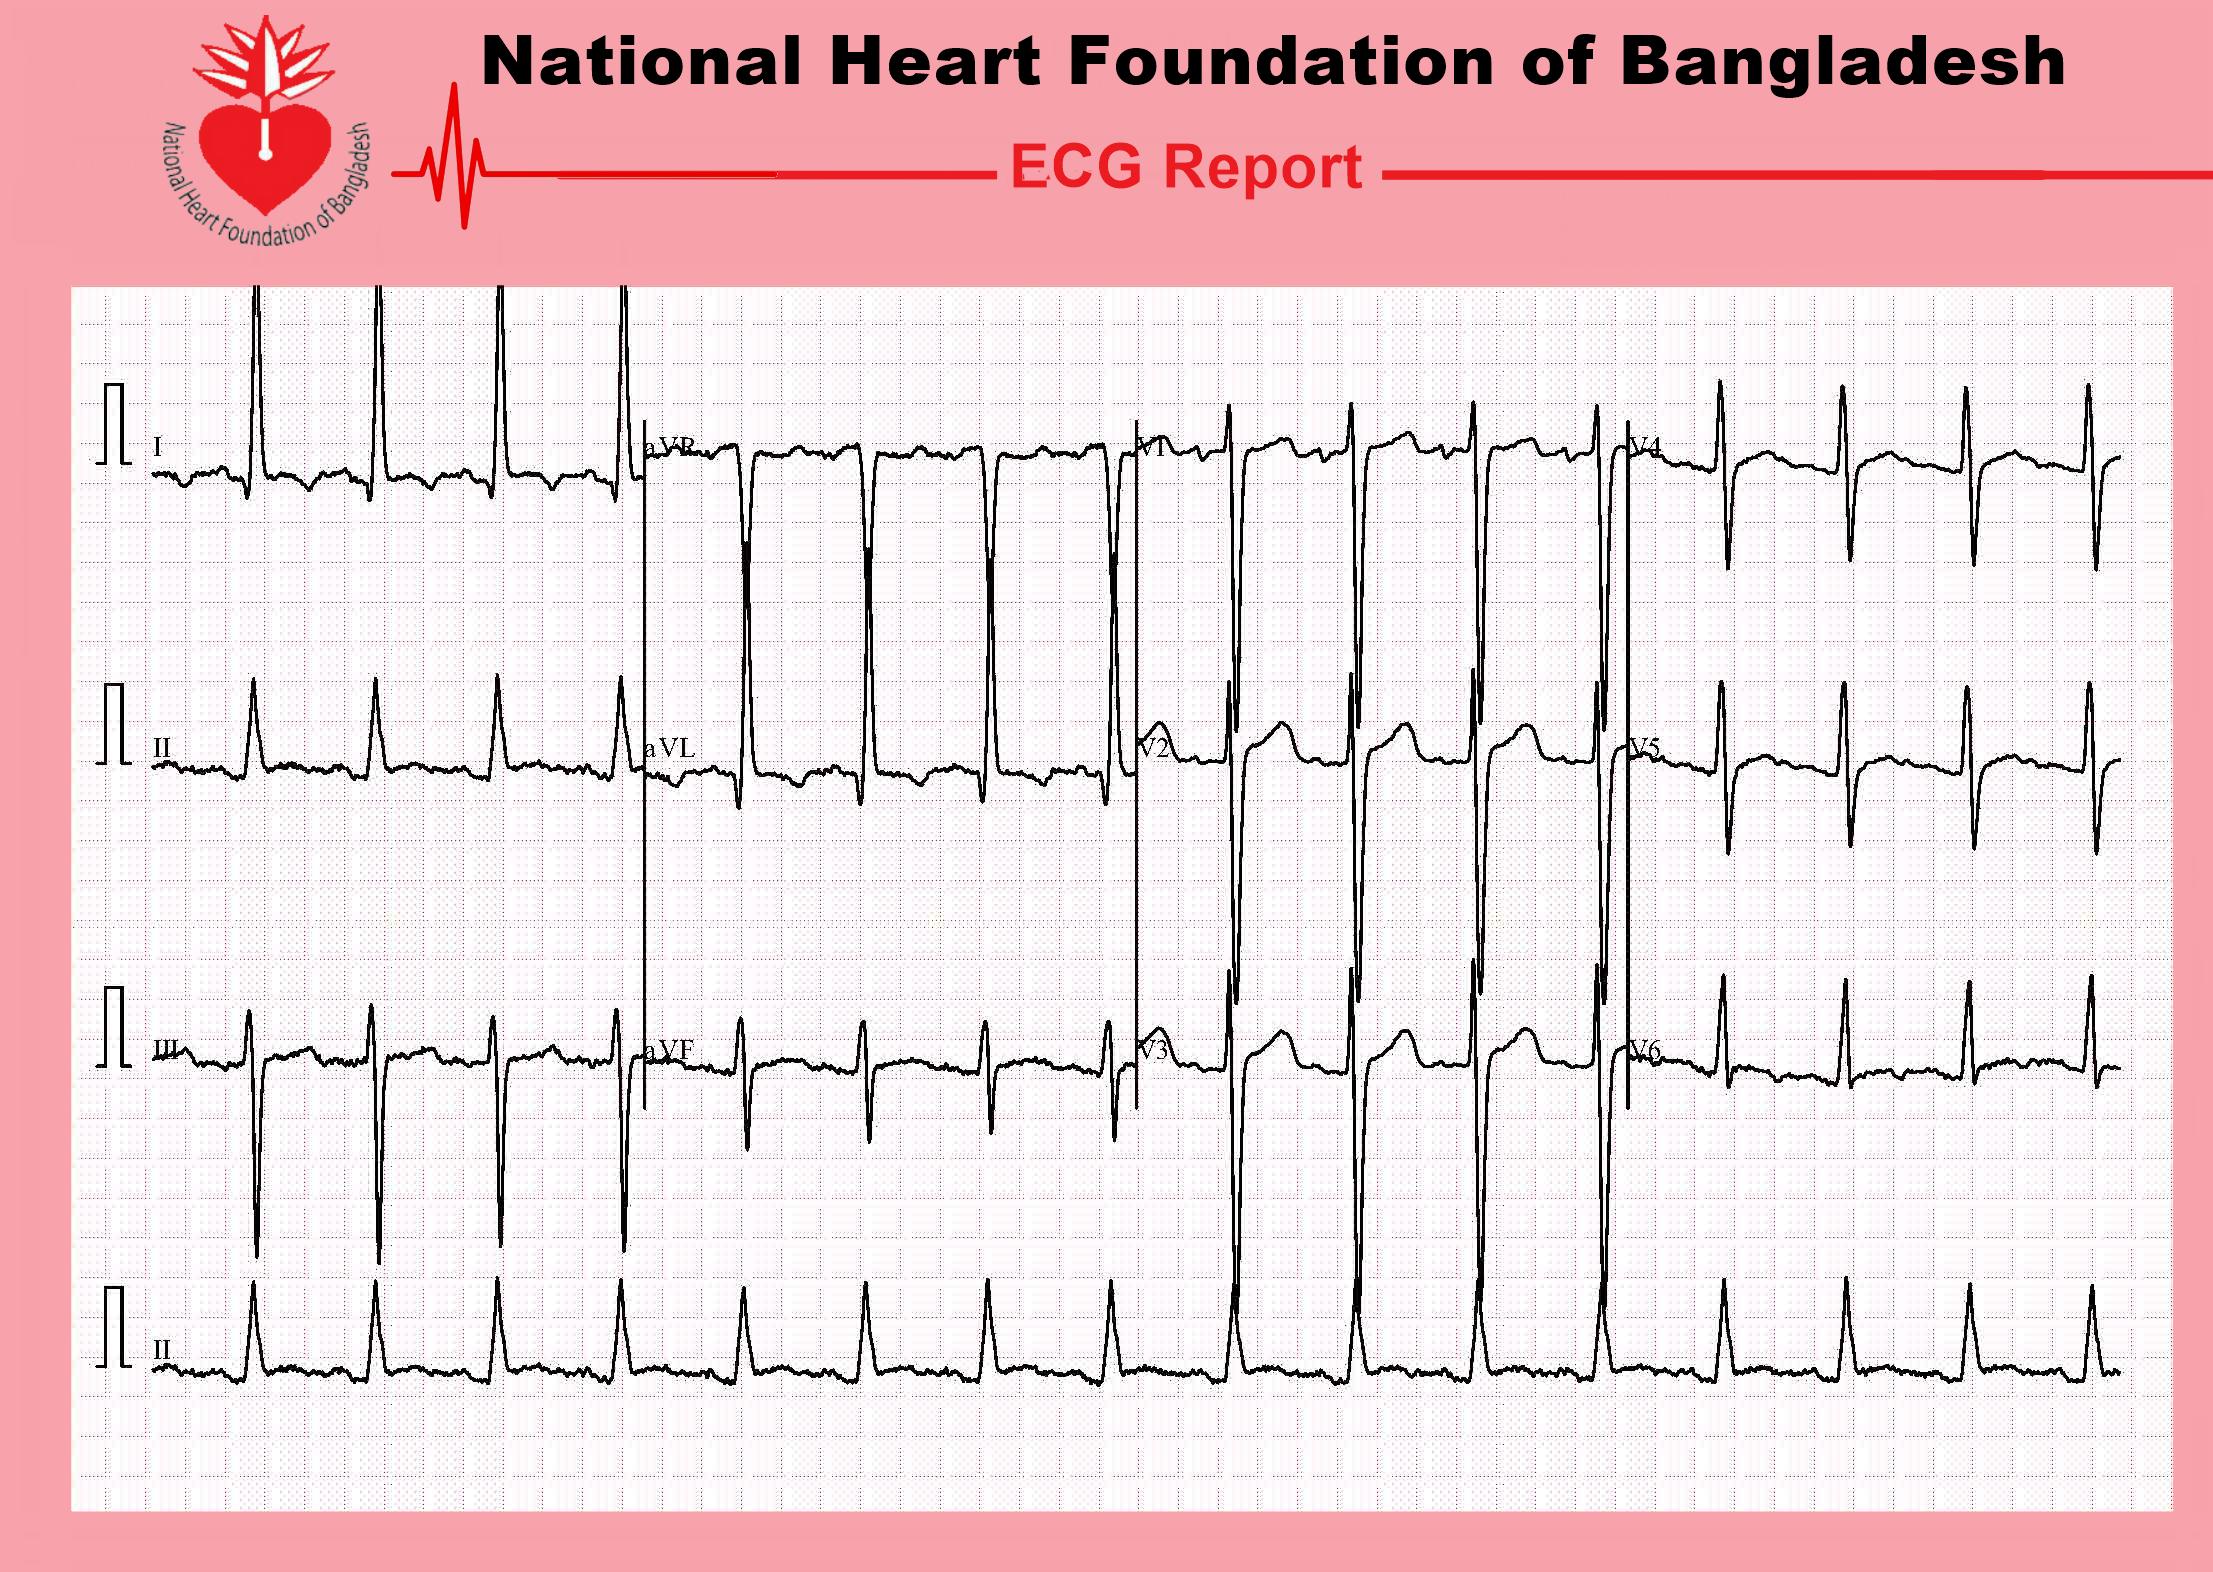 National Heart Foundation of Bangladesh
National Heart Foundation of Bangladesh
ECG Report
I
aVR
V1
V4
II
aVL
V2
V5
III
aVF
V3
V6
II